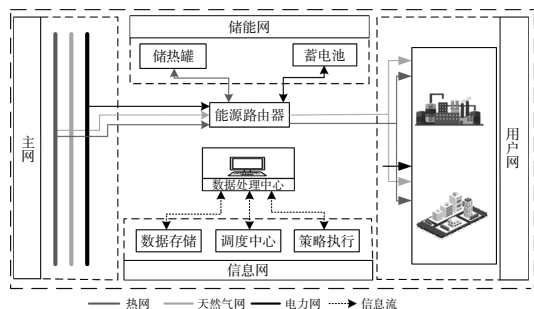 储能网
储热罐
蓄电池
能源路由器
主网
用户网
数据处理中心
数据存储
调度中心
策略执行
信息网
热网
天然气网
电力网
信息流